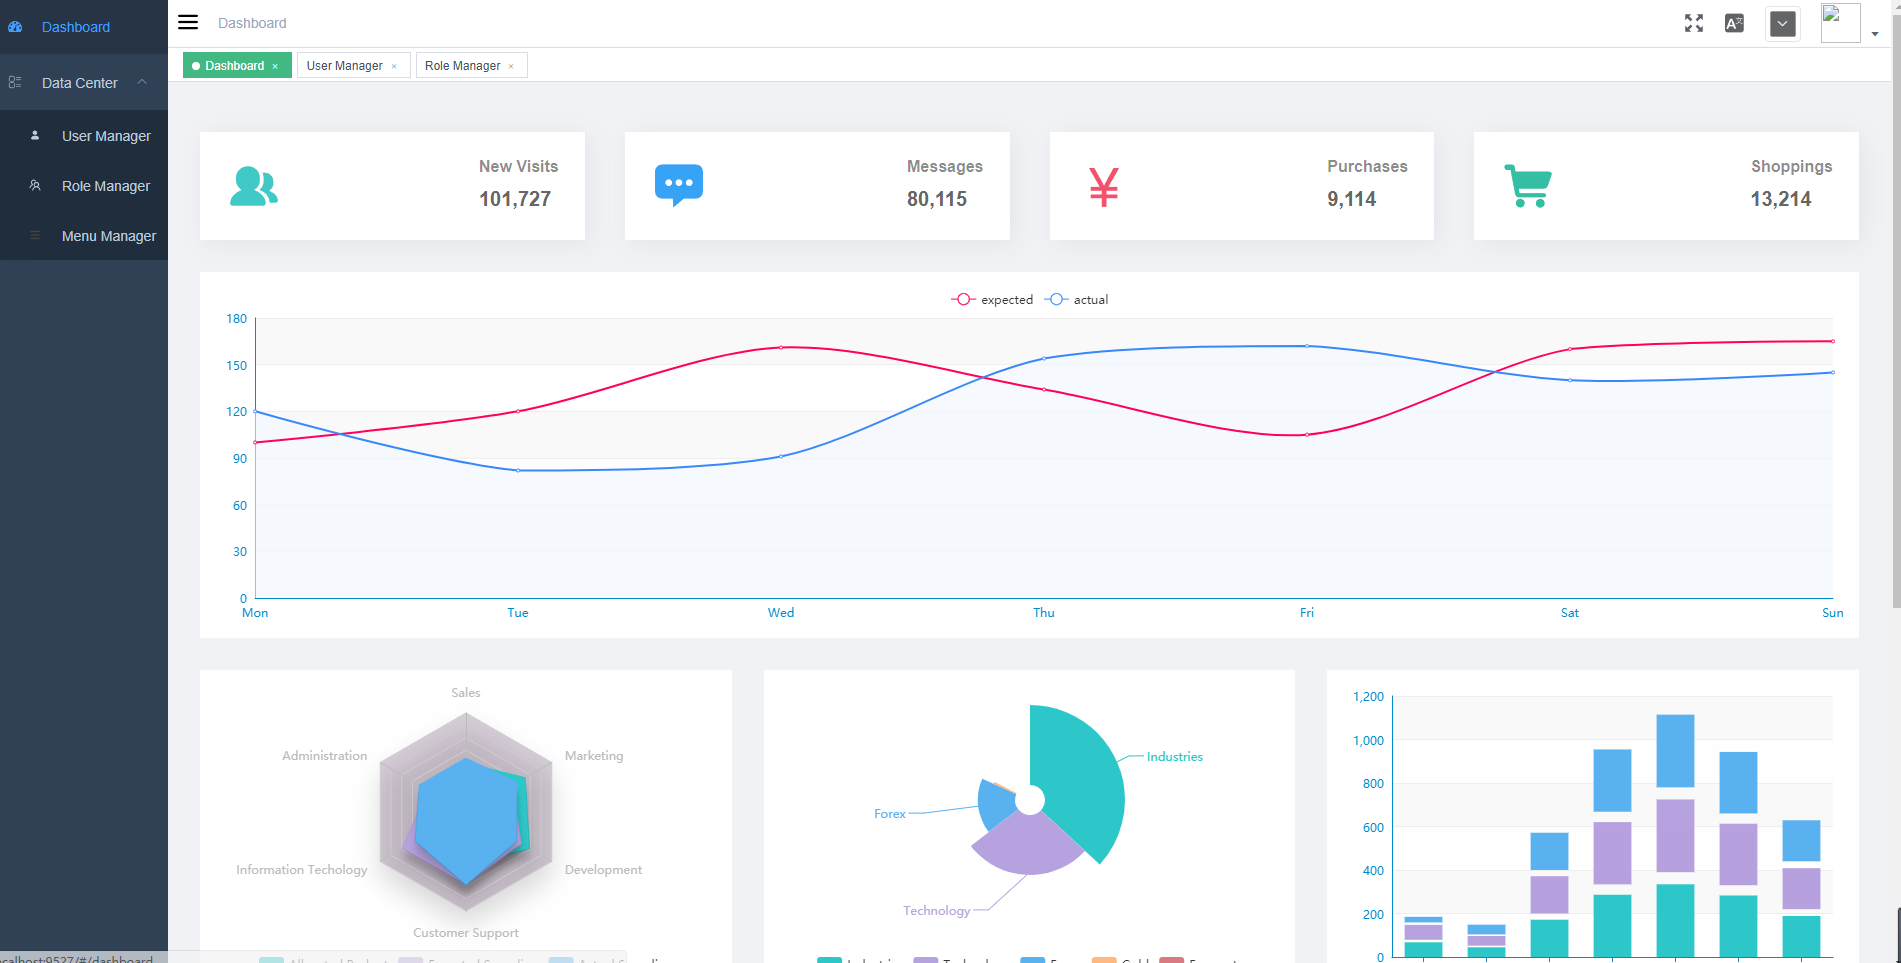 Dashboard
Dashboard
Data Center
User Manager
Role Manager
Menu Manager
Dashboard × User Manager × Role Manager ×
New Visits
101,727
Messages
80,115
¥
Purchases
9,114
Shoppings
13,214
expected actual
180
150
120
90
60
30
0
Mon Tue Wed Thu Fri Sat Sun
Sales
Administration Marketing
Information Techology Development
Customer Support
Industries
Forex
Technology
1,200
1,000
800
600
400
200
0
calhost:9527/#/dashboard